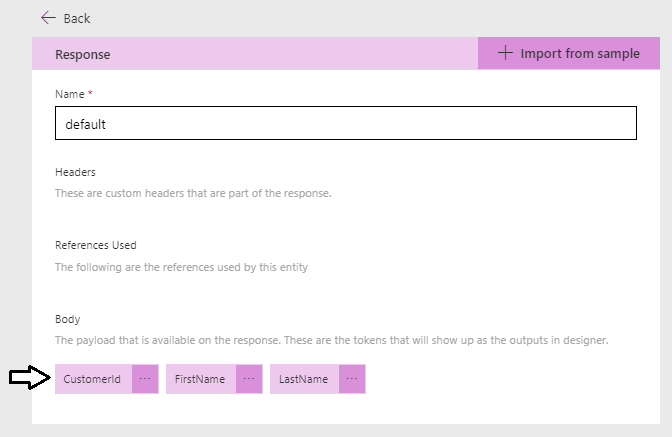 Back
Response
Import from sample
Name *
default
Headers
These are custom headers that are part of the response.
References Used
The following are the references used by this entity
Body
The payload that is available on the response. These are the tokens that will show up as the outputs in designer.
CustomerId ... FirstName ... LastName ...